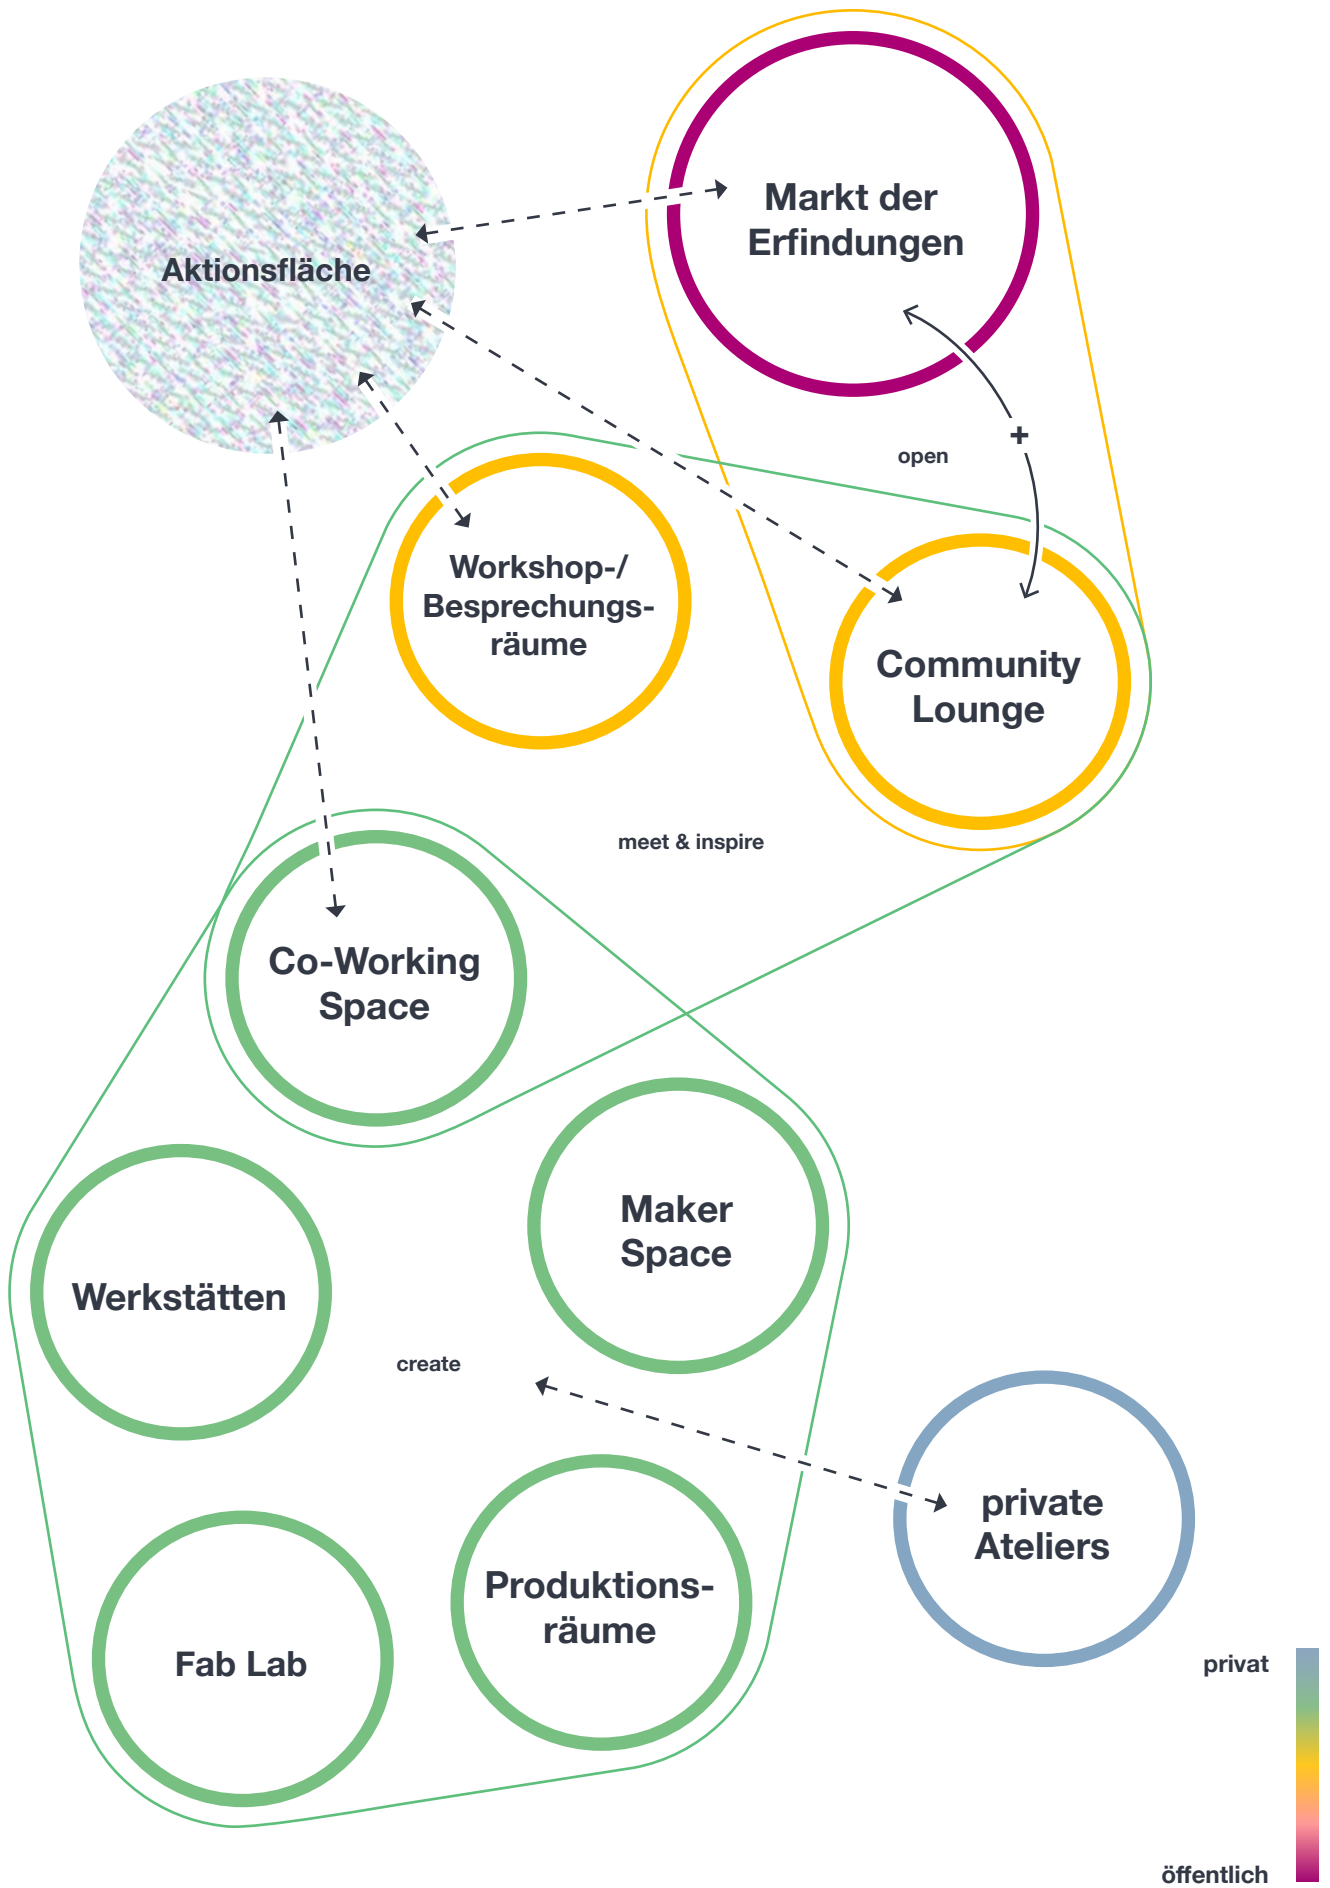 Markt der
Erfindungen
Aktionsfläche
+
open
Workshop-/
Besprechungs-
räume
Community
Lounge
meet & inspire
Co-Working
Space
Maker
Space
Werkstätten
create
private
Ateliers
Produktions-
räume
Fab Lab
privat
öffentlich